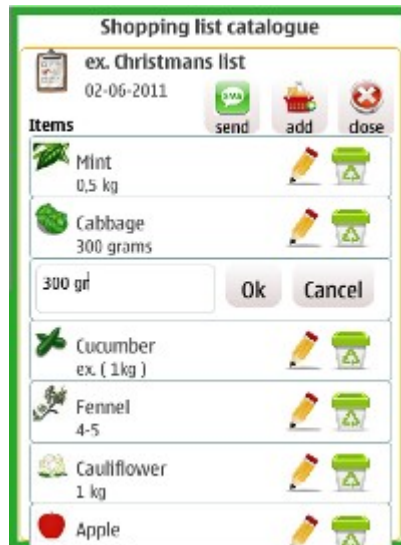 Shopping list catalogue
ex. Christmans list
02-06-2011
SMS
Items send add close
Mint
0,5 kg
Cabbage
300 grams
300 gr Ok Cancel
Cucumber
ex. ( 1kg )
Fennel
4-5
Cauliflower
1 kg
Apple